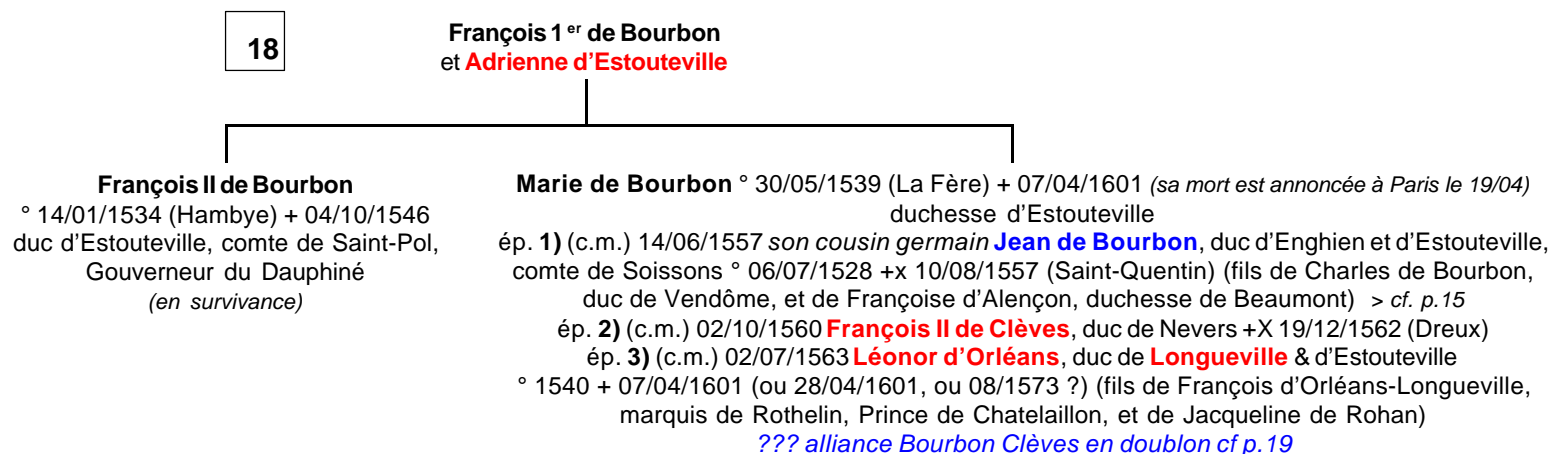 18
François 1er de Bourbon
et Adrienne d’Estouteville
François II de Bourbon
° 14/01/1534 (Hambye) + 04/10/1546
duc d’Estouteville, comte de Saint-Pol,
Gouverneur du Dauphiné
(en survivance)
Marie de Bourbon ° 30/05/1539 (La Fère) + 07/04/1601 (sa mort est annoncée à Paris le 19/04)
duchesse d’Estouteville
ép. 1) (c.m.) 14/06/1557 son cousin germain Jean de Bourbon, duc d’Enghien et d’Estouteville,
comte de Soissons ° 06/07/1528 +x 10/08/1557 (Saint-Quentin) (fils de Charles de Bourbon,
duc de Vendôme, et de Françoise d’Alençon, duchesse de Beaumont) > cf. p.15
ép. 2) (c.m.) 02/10/1560 François II de Clèves, duc de Nevers +X 19/12/1562 (Dreux)
ép. 3) (c.m.) 02/07/1563 Léonor d’Orléans, duc de Longueville & d’Estouteville
° 1540 + 07/04/1601 (ou 28/04/1601, ou 08/1573 ?) (fils de François d’Orléans-Longueville,
marquis de Rothelin, Prince de Chatelaillon, et de Jacqueline de Rohan)
??? alliance Bourbon Clèves en doublon cf p.19